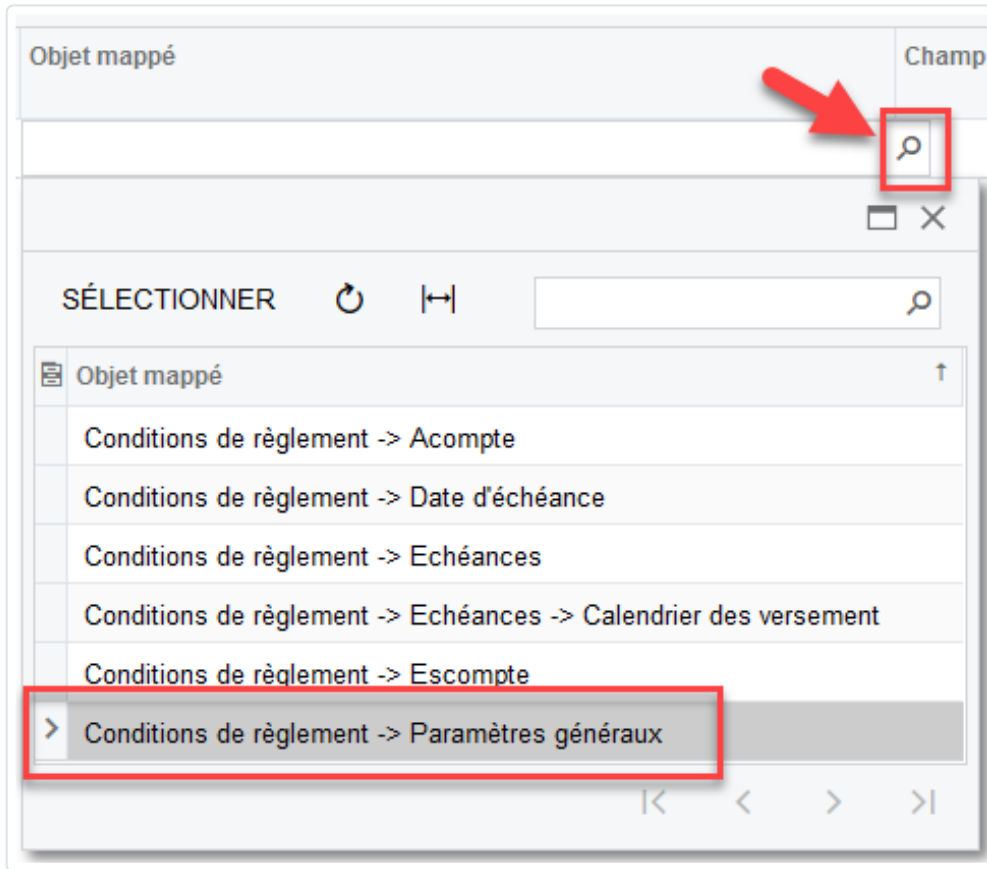 Objet mappé Champ
SÉLECTIONNER
Objet mappé
Conditions de règlement -> Acompte
Conditions de règlement -> Date d'échéance
Conditions de règlement -> Echéances
Conditions de règlement -> Echéances -> Calendrier des versement
Conditions de règlement -> Escompte
Conditions de règlement -> Paramètres généraux